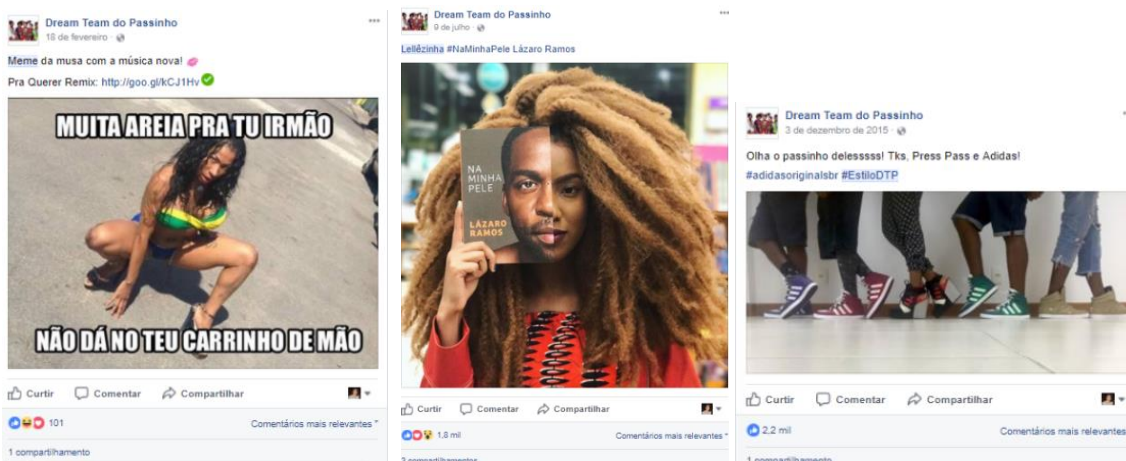 Dream Team do Passinho
18 de fevereiro
Meme da musa com a música nova!
Pra Querer Remix: http://goo.gl/kCJ1Hv
MUITA AREIA PRA TU IRMÃO
NÃO DÁ NO TEU CARRINHO DE MÃO
Curtir Comentar Compartilhar
101 Comentários mais relevantes
1 compartilhamento
Dream Team do Passinho
9 de julho
Lellêzinha #NaMinhaPele Lázaro Ramos
NA
MINHA
PELE
LÁZARO
RAMOS
Curtir Comentar Compartilhar
1,8 mil Comentários mais relevantes
Dream Team do Passinho
3 de dezembro de 2015
Olha o passinho delesssss! Tks, Press Pass e Adidas!
#adidasoriginalsbr #EstiloDTP
Curtir Comentar Compartilhar
2,2 mil Comentários mais relevantes
1 compartilhamento